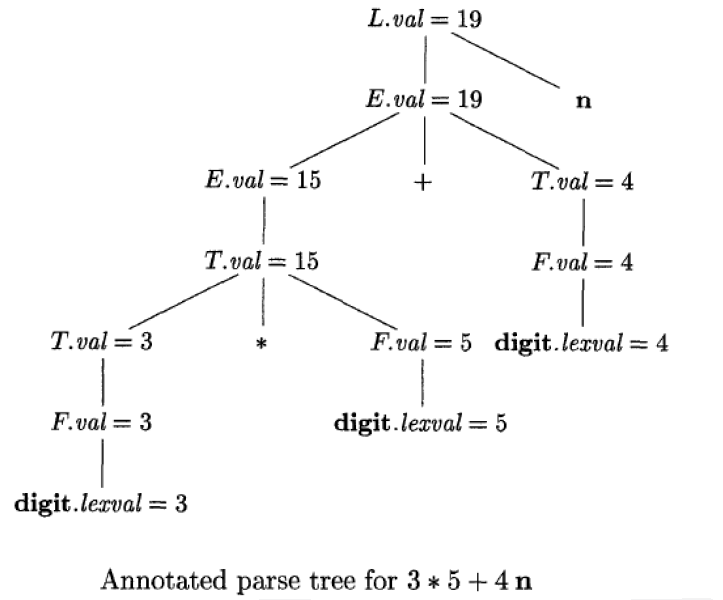 L.val = 19
E.val = 19 n
E.val = 15 + T.val = 4
T.val = 15 F.val = 4
T.val = 3 * F.val = 5 digit.lexval = 4
F.val = 3 digit.lexval = 5
digit.lexval = 3
Annotated parse tree for 3 * 5 + 4 n